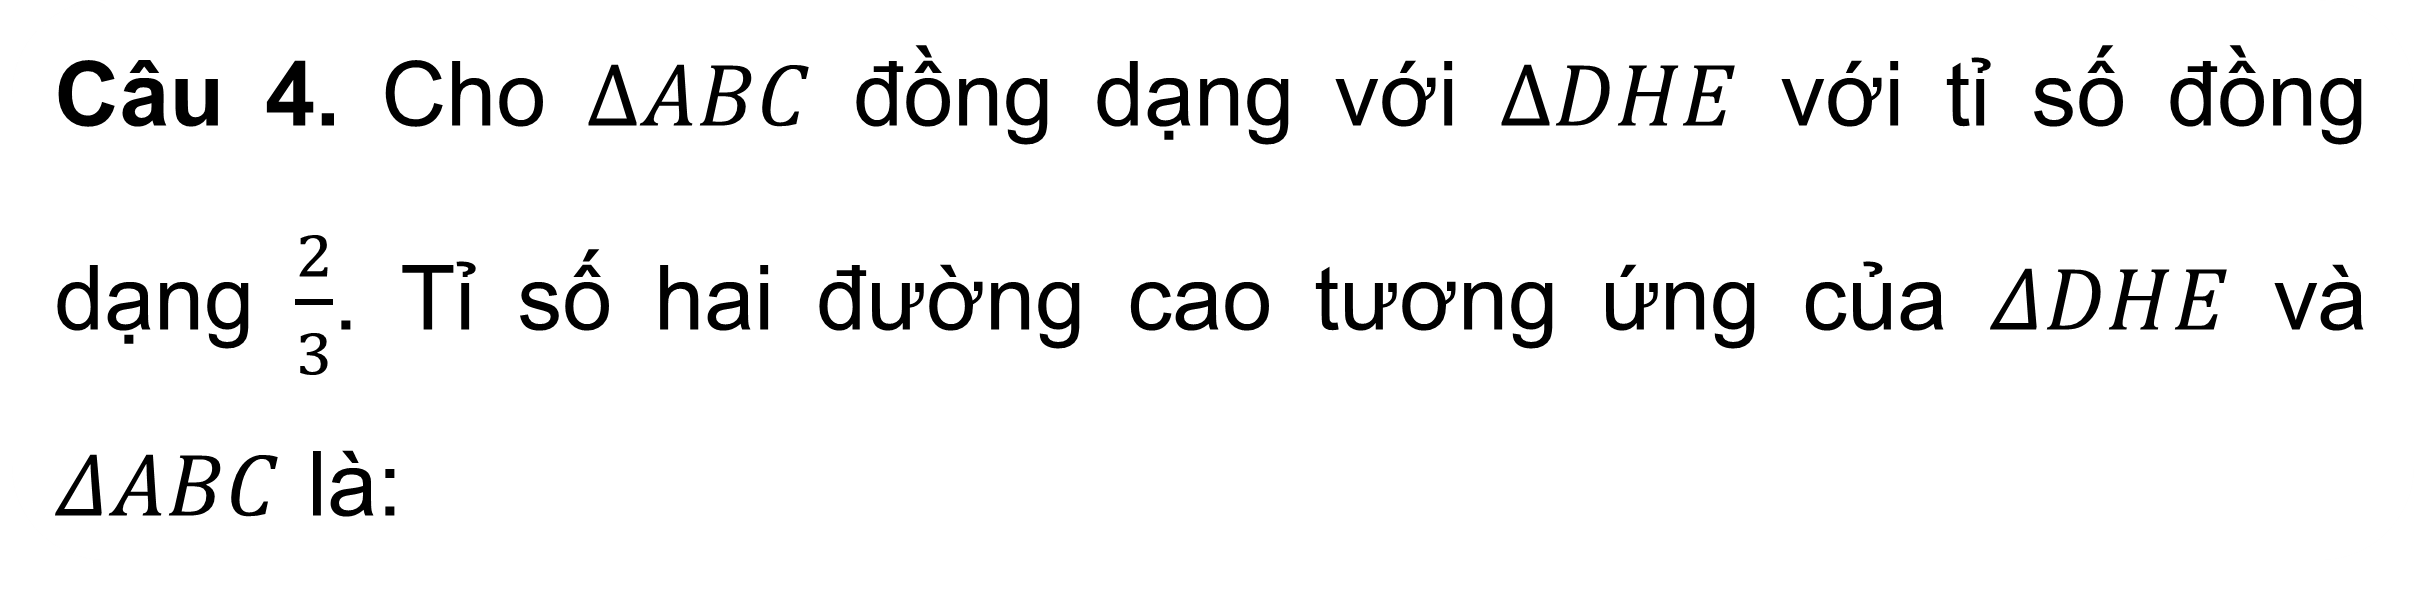 Câu 4. Cho ΔABC đồng dạng với ΔDHE với tỉ số đồng
dạng 2/3. Tỉ số hai đường cao tương ứng của ΔDHE và
ΔABC là: